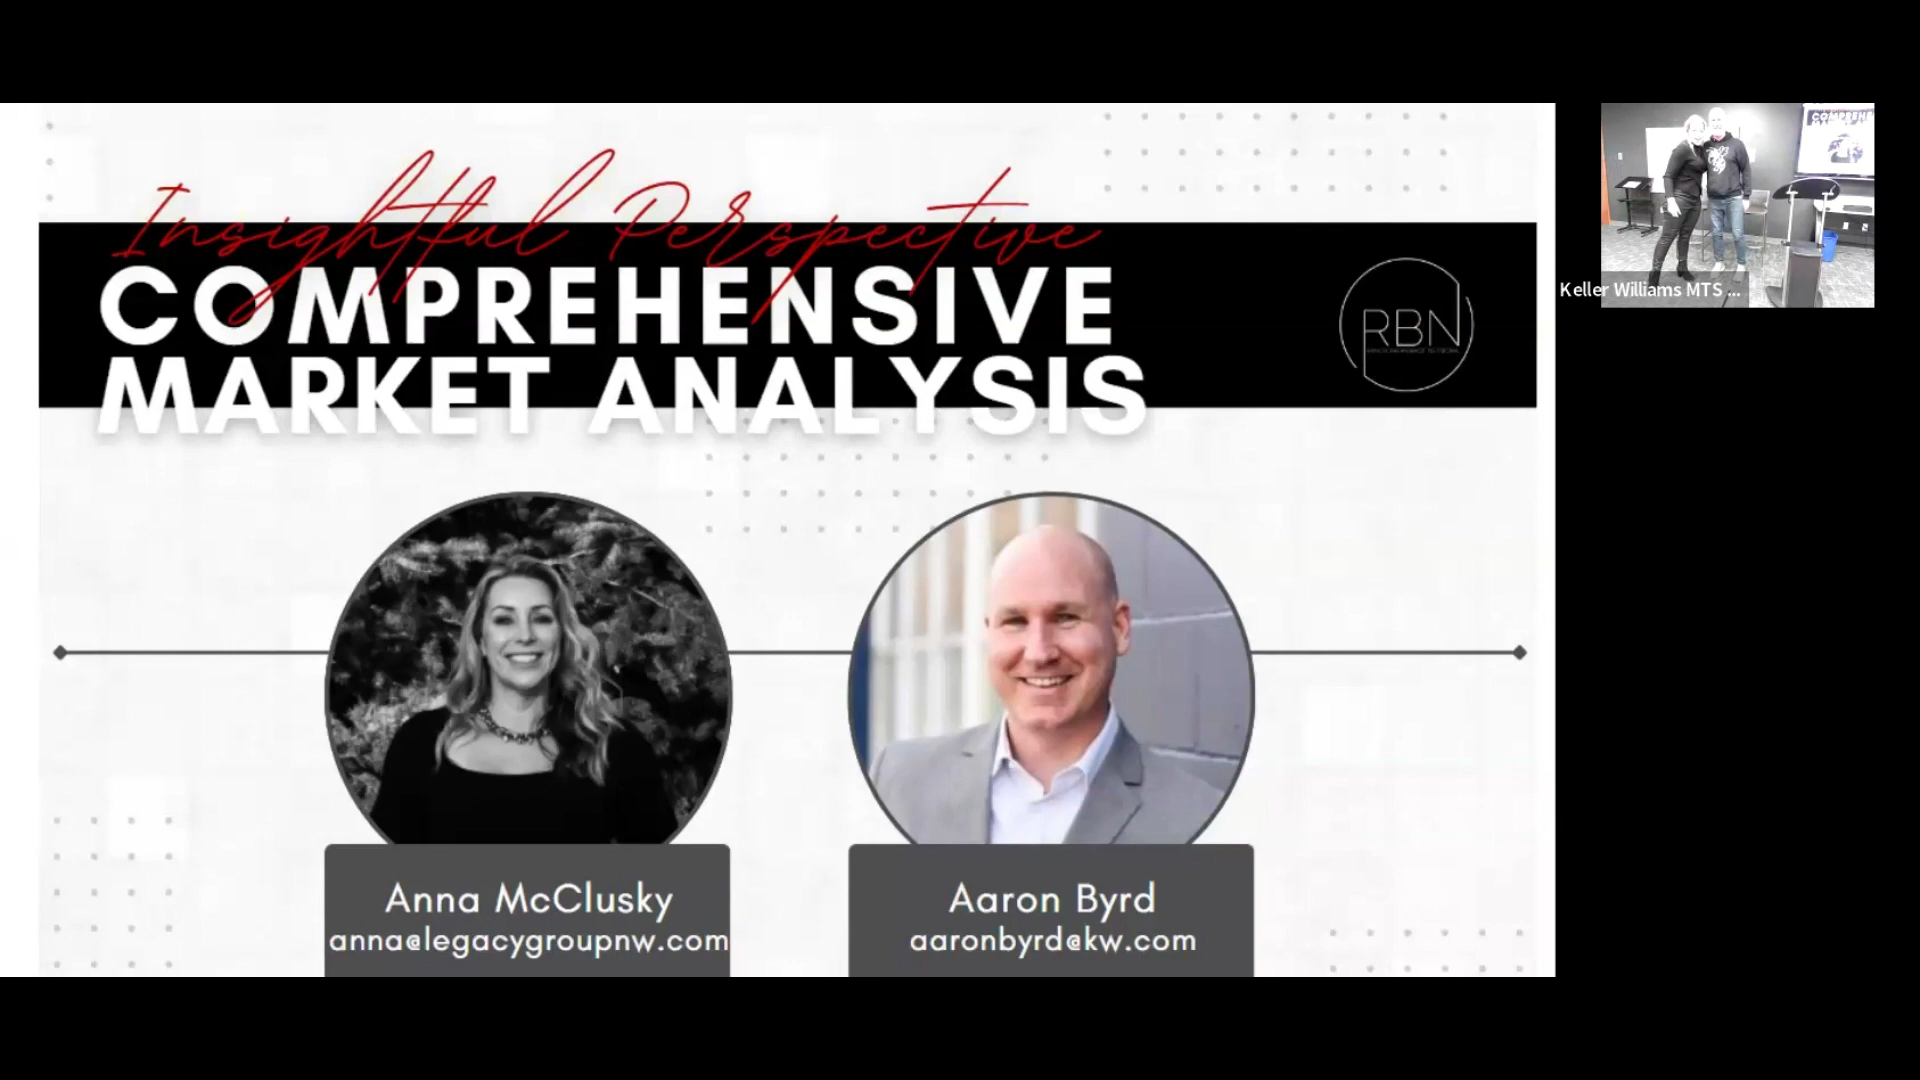 Insightful Perspective
COMPREHENSIVE
MARKET ANALYSIS
RBN
Anna McClusky
anna@legacygroupnw.com
Aaron Byrd
aaronbyrd@kw.com
Keller Williams MTS ...